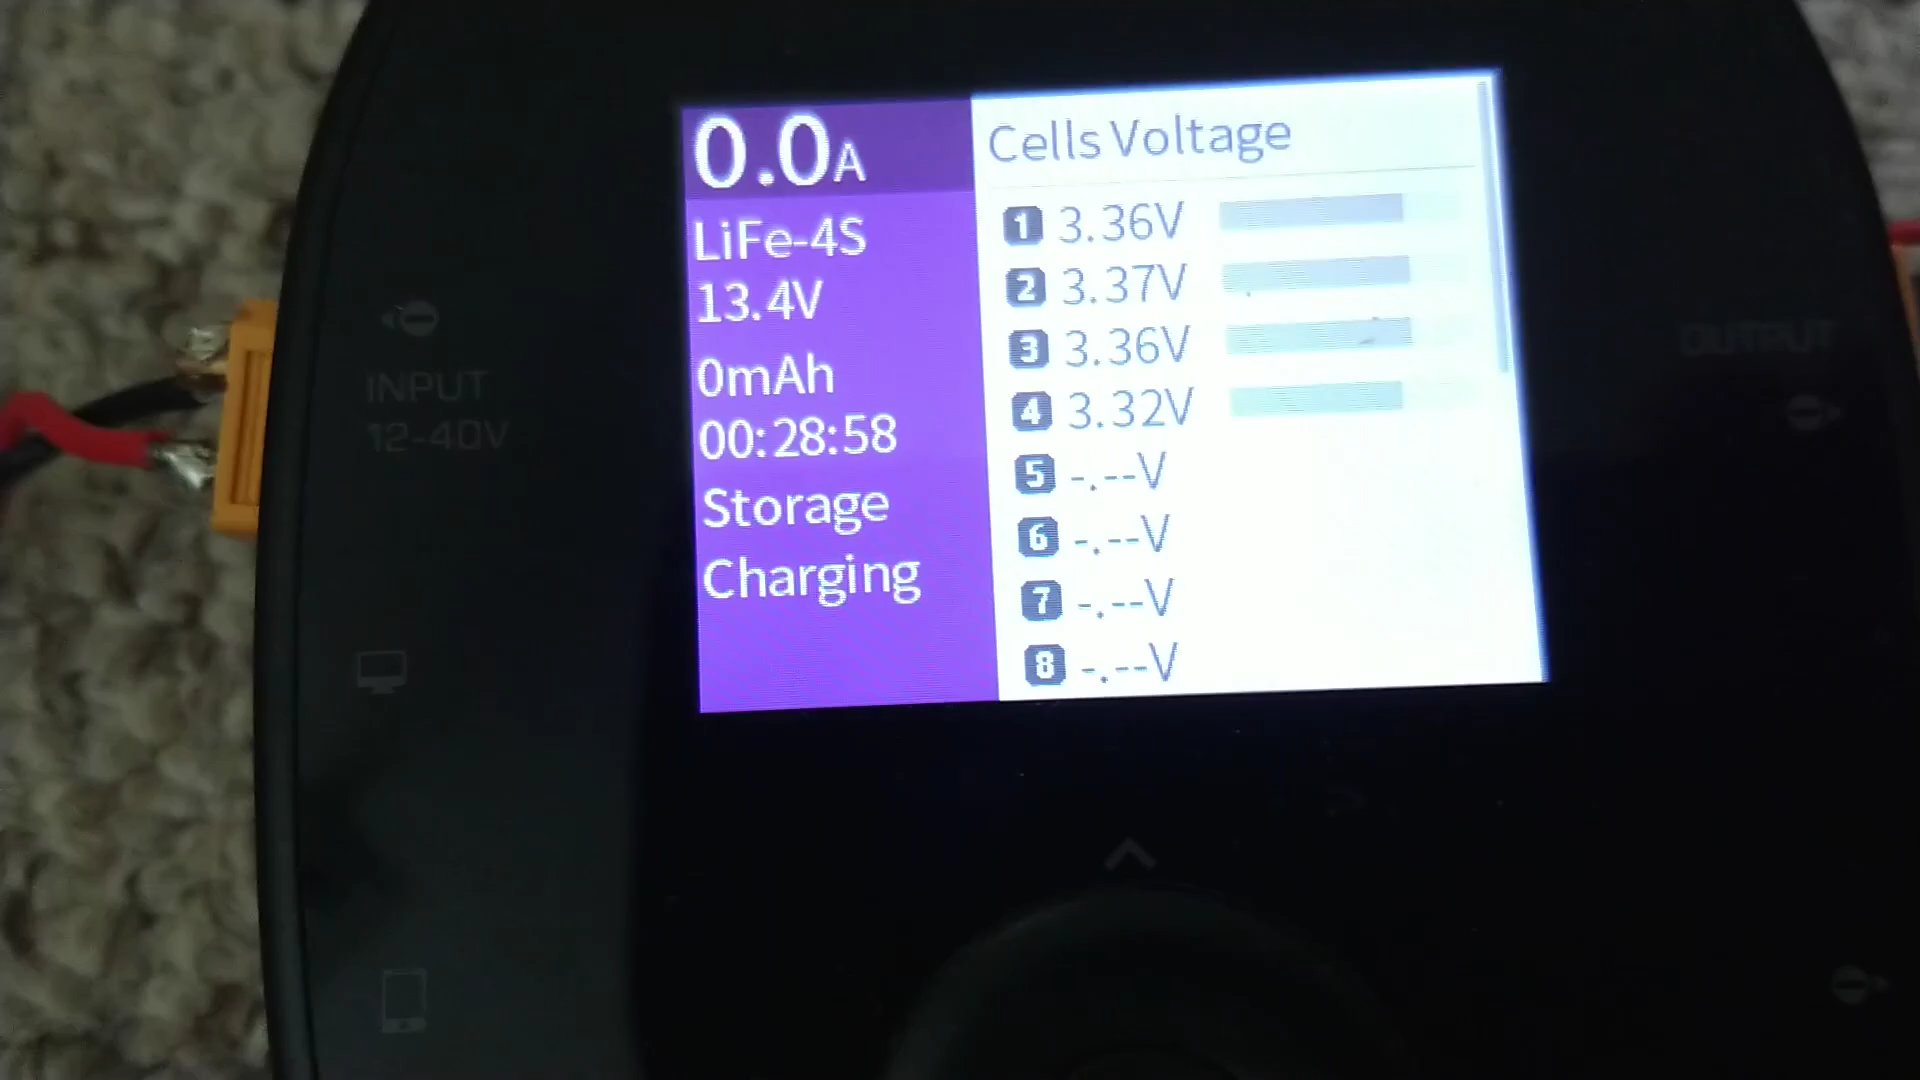 0.0A
LiFe-4S
13.4V
0mAh
00:28:58
Storage
Charging
Cells Voltage
1 3.36V
2 3.37V
3 3.36V
4 3.32V
5 -.--V
6 -.--V
7 -.--V
8 -.--V
INPUT
12-40V
OUTPUT